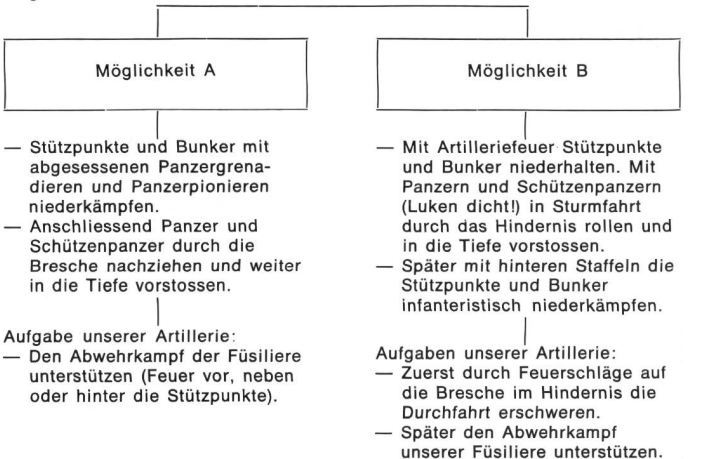 Möglichkeit A
— Stützpunkte und Bunker mit
abgesessenen Panzergrena-
dieren und Panzerpionieren
niederkämpfen.
— Anschliessend Panzer und
Schützenpanzer durch die
Bresche nachziehen und weiter
in die Tiefe vorstossen.
Aufgabe unserer Artillerie:
— Den Abwehrkampf der Füsiliere
unterstützen (Feuer vor, neben
oder hinter die Stützpunkte).
Möglichkeit B
— Mit Artilleriefeuer Stützpunkte
und Bunker niederhalten. Mit
Panzern und Schützenpanzern
(Luken dicht!) in Sturmfahrt
durch das Hindernis rollen und
in die Tiefe vorstossen.
— Später mit hinteren Staffeln die
Stützpunkte und Bunker
infanteristisch niederkämpfen.
Aufgaben unserer Artillerie:
— Zuerst durch Feuerschläge auf
die Bresche im Hindernis die
Durchfahrt erschweren.
— Später den Abwehrkampf
unserer Füsiliere unterstützen.